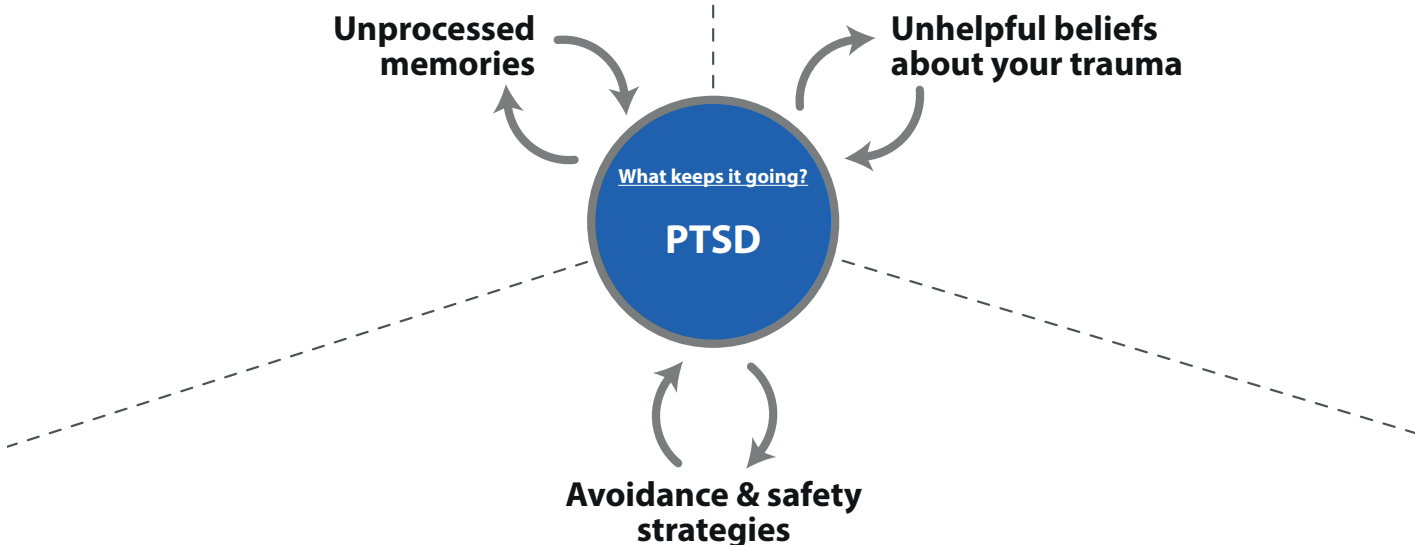 Unprocessed
memories
Unhelpful beliefs
about your trauma
What keeps it going?
PTSD
Avoidance & safety
strategies